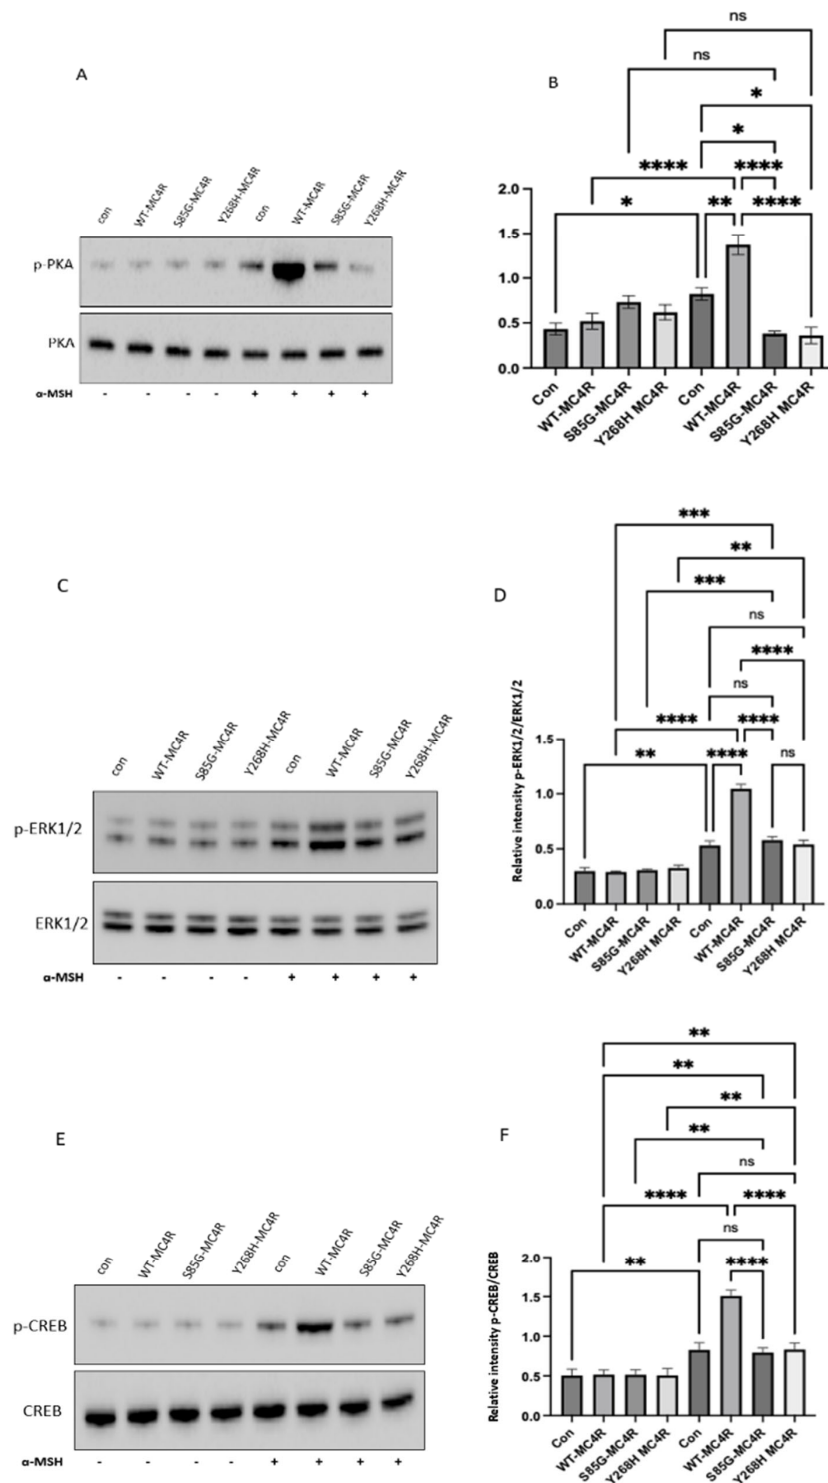 A
con
WT-MC4R
S85G-MC4R
Y268H-MC4R
con
WT-MC4R
S85G-MC4R
Y268H-MC4R
p-PKA
PKA
α-MSH - - - - + + + +
B
ns
ns
*
*
**** ****
* ** ****
2.0
1.5
1.0
0.5
0.0
Con
WT-MC4R
S85G-MC4R
Y268H MC4R
Con
WT-MC4R
S85G-MC4R
Y268H MC4R
C
con
WT-MC4R
S85G-MC4R
Y268H-MC4R
con
WT-MC4R
S85G-MC4R
Y268H-MC4R
p-ERK1/2
ERK1/2
α-MSH - - - - + + + +
D
***
**
***
ns
****
ns
**** ****
** **** ns
Relative intensity p-ERK1/2/ERK1/2
1.5
1.0
0.5
0.0
Con
WT-MC4R
S85G-MC4R
Y268H MC4R
Con
WT-MC4R
S85G-MC4R
Y268H MC4R
E
con
WT-MC4R
S85G-MC4R
Y268H-MC4R
con
WT-MC4R
S85G-MC4R
Y268H-MC4R
p-CREB
CREB
α-MSH - - - - + + + +
F
**
**
**
**
ns
**** ****
ns
** ****
Relative intensity p-CREB/CREB
2.0
1.5
1.0
0.5
0.0
Con
WT-MC4R
S85G-MC4R
Y268H MC4R
Con
WT-MC4R
S85G-MC4R
Y268H MC4R